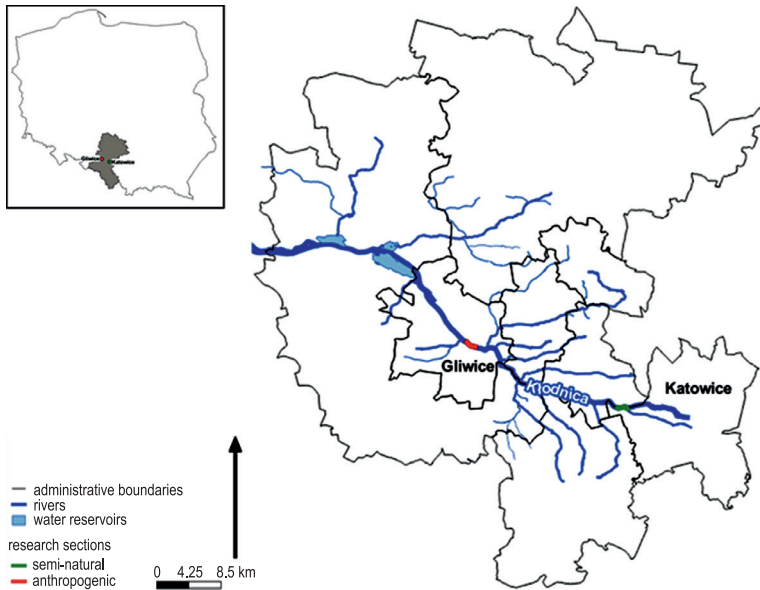 Gliwice
Katowice
Gliwice
Kłodnica
Katowice
administrative boundaries
rivers
water reservoirs
research sections
semi-natural
anthropogenic
0 4.25 8.5 km